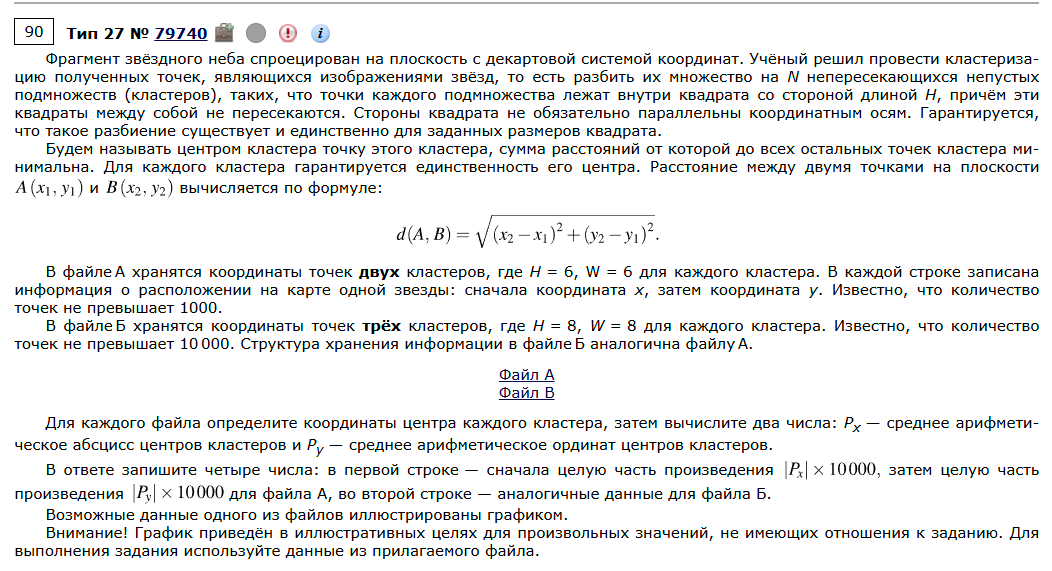 90 Тип 27 № 79740
Фрагмент звёздного неба спроецирован на плоскость с декартовой системой координат. Учёный решил провести кластериза-
цию полученных точек, являющихся изображениями звёзд, то есть разбить их множество на N непересекающихся непустых
подмножеств (кластеров), таких, что точки каждого подмножества лежат внутри квадрата со стороной длиной H, причём эти
квадраты между собой не пересекаются. Стороны квадрата не обязательно параллельны координатным осям. Гарантируется,
что такое разбиение существует и единственно для заданных размеров квадрата.
Будем называть центром кластера точку этого кластера, сумма расстояний от которой до всех остальных точек кластера ми-
нимальна. Для каждого кластера гарантируется единственность его центра. Расстояние между двумя точками на плоскости
A (x₁, y₁) и B (x₂, y₂) вычисляется по формуле:
d(A, B) = √((x₂ − x₁)² + (y₂ − y₁)²).
В файле А хранятся координаты точек двух кластеров, где H = 6, W = 6 для каждого кластера. В каждой строке записана
информация о расположении на карте одной звезды: сначала координата x, затем координата y. Известно, что количество
точек не превышает 1000.
В файле Б хранятся координаты точек трёх кластеров, где H = 8, W = 8 для каждого кластера. Известно, что количество
точек не превышает 10 000. Структура хранения информации в файле Б аналогична файлу А.
Файл А
Файл В
Для каждого файла определите координаты центра каждого кластера, затем вычислите два числа: Pₓ — среднее арифмети-
ческое абсцисс центров кластеров и Py — среднее арифметическое ординат центров кластеров.
В ответе запишите четыре числа: в первой строке — сначала целую часть произведения |Pₓ| × 10 000, затем целую часть
произведения |Py| × 10 000 для файла А, во второй строке — аналогичные данные для файла Б.
Возможные данные одного из файлов иллюстрированы графиком.
Внимание! График приведён в иллюстративных целях для произвольных значений, не имеющих отношения к заданию. Для
выполнения задания используйте данные из прилагаемого файла.